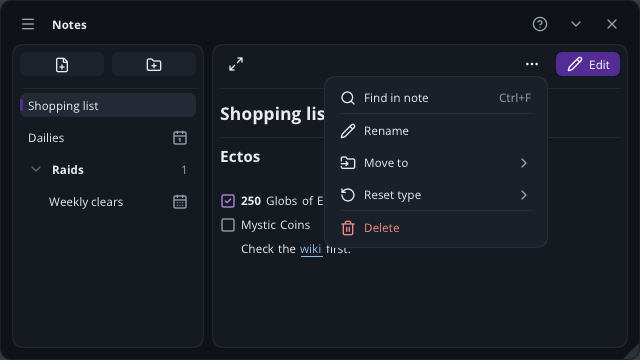 Notes
Edit
Shopping list
Dailies
Raids 1
Weekly clears
Shopping lis
Ectos
250 Globs of E
Mystic Coins
Check the wiki first.
Find in note Ctrl+F
Rename
Move to
Reset type
Delete